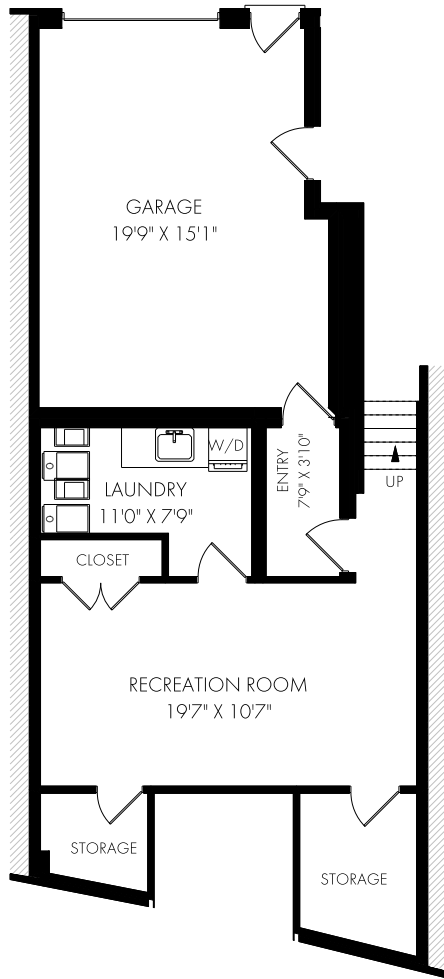 GARAGE
19'9" X 15'1"
W/D
ENTRY
7'9" X 3'10"
UP
LAUNDRY
11'0" X 7'9"
CLOSET
RECREATION ROOM
19'7" X 10'7"
STORAGE
STORAGE